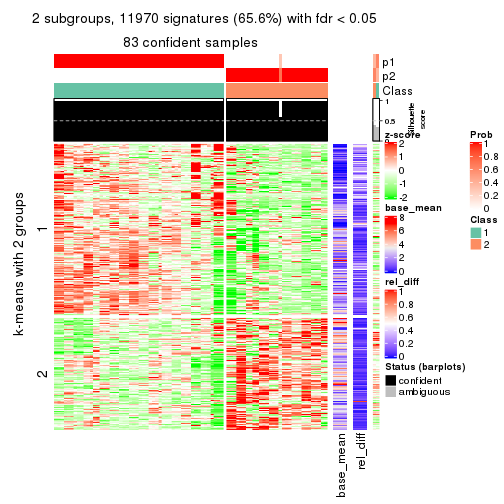 2 subgroups, 11970 signatures (65.6%) with fdr < 0.05
83 confident samples
p1
p2
Class
1
0.5
0
Silhouette
score
k-means with 2 groups
1
2
base_mean
rel_diff
z-score
2
1
0
-1
-2
base_mean
8
6
4
2
0
rel_diff
1
0.8
0.6
0.4
0.2
0
Status (barplots)
confident
ambiguous
Prob
1
0.8
0.6
0.4
0.2
0
Class
1
2